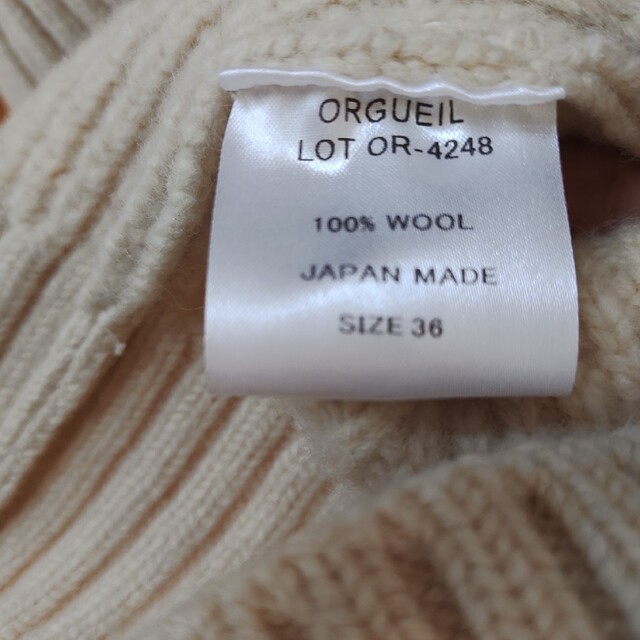 ORGUEIL
LOT OR-4248
100% WOOL
JAPAN MADE
SIZE 36